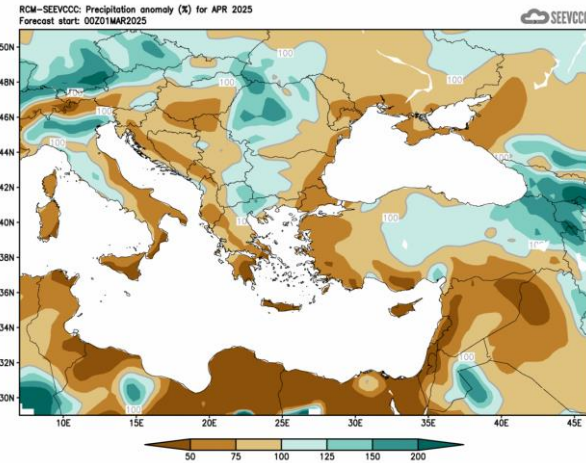 RCM-SEEVCCC: Precipitation anomaly (%) for APR 2025
Forecast start: 00Z01MAR2025
SEEVCCC
50N
48N
46N
44N
42N
40N
38N
36N
34N
32N
30N
100
100
100
100
100
100
100
100
100
100
10E 15E 20E 25E 30E 35E 40E 45E
50 75 100 125 150 200